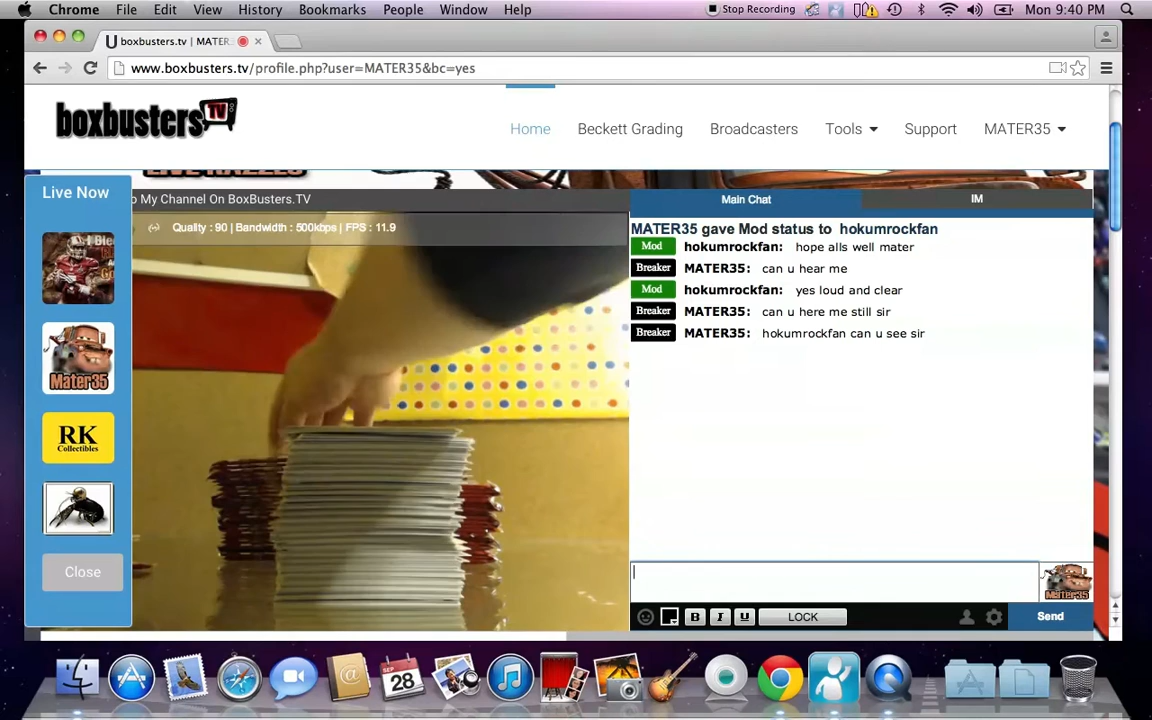 Chrome File Edit View History Bookmarks People Window Help Stop Recording Mon 9:40 PM
boxbusters.tv | MATER
www.boxbusters.tv/profile.php?user=MATER35&bc=yes
boxbusters TV
Home Beckett Grading Broadcasters Tools Support MATER35
LIVE RAZZLES
Live Now
o My Channel On BoxBusters.TV
Main Chat IM
Quality : 90 | Bandwidth : 500kbps | FPS : 11.9
MATER35 gave Mod status to hokumrockfan
Mod hokumrockfan: hope alls well mater
Breaker MATER35: can u hear me
Mod hokumrockfan: yes loud and clear
Breaker MATER35: can u here me still sir
Breaker MATER35: hokumrockfan can u see sir
Mater35
RK
Collectibles
Close
B I U LOCK Send
SEP
28